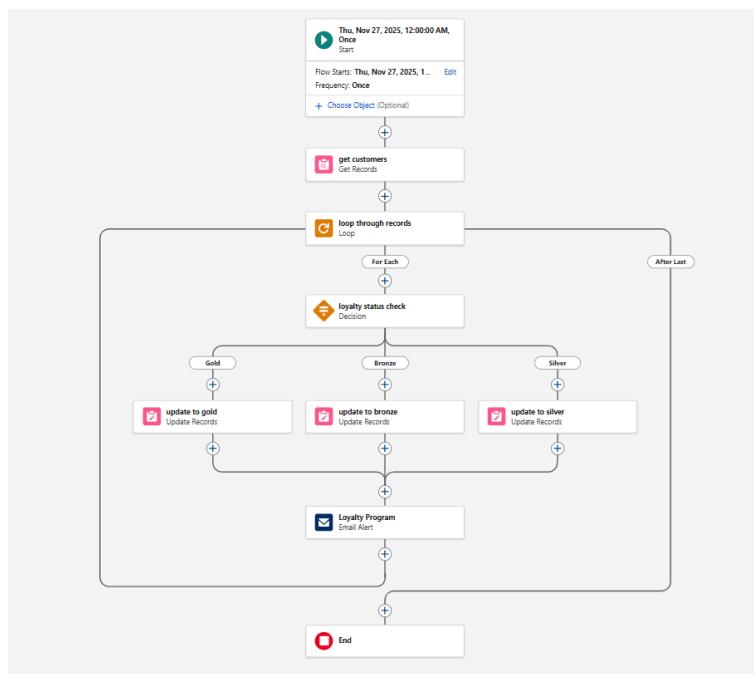 Thu, Nov 27, 2025, 12:00:00 AM,
Once
Start
Flow Starts: Thu, Nov 27, 2025, 1... Edit
Frequency: Once
+ Choose Object (Optional)
get customers
Get Records
loop through records
Loop
For Each
After Last
loyalty status check
Decision
Gold
Bronze
Silver
update to gold
Update Records
update to bronze
Update Records
update to silver
Update Records
Loyalty Program
Email Alert
End